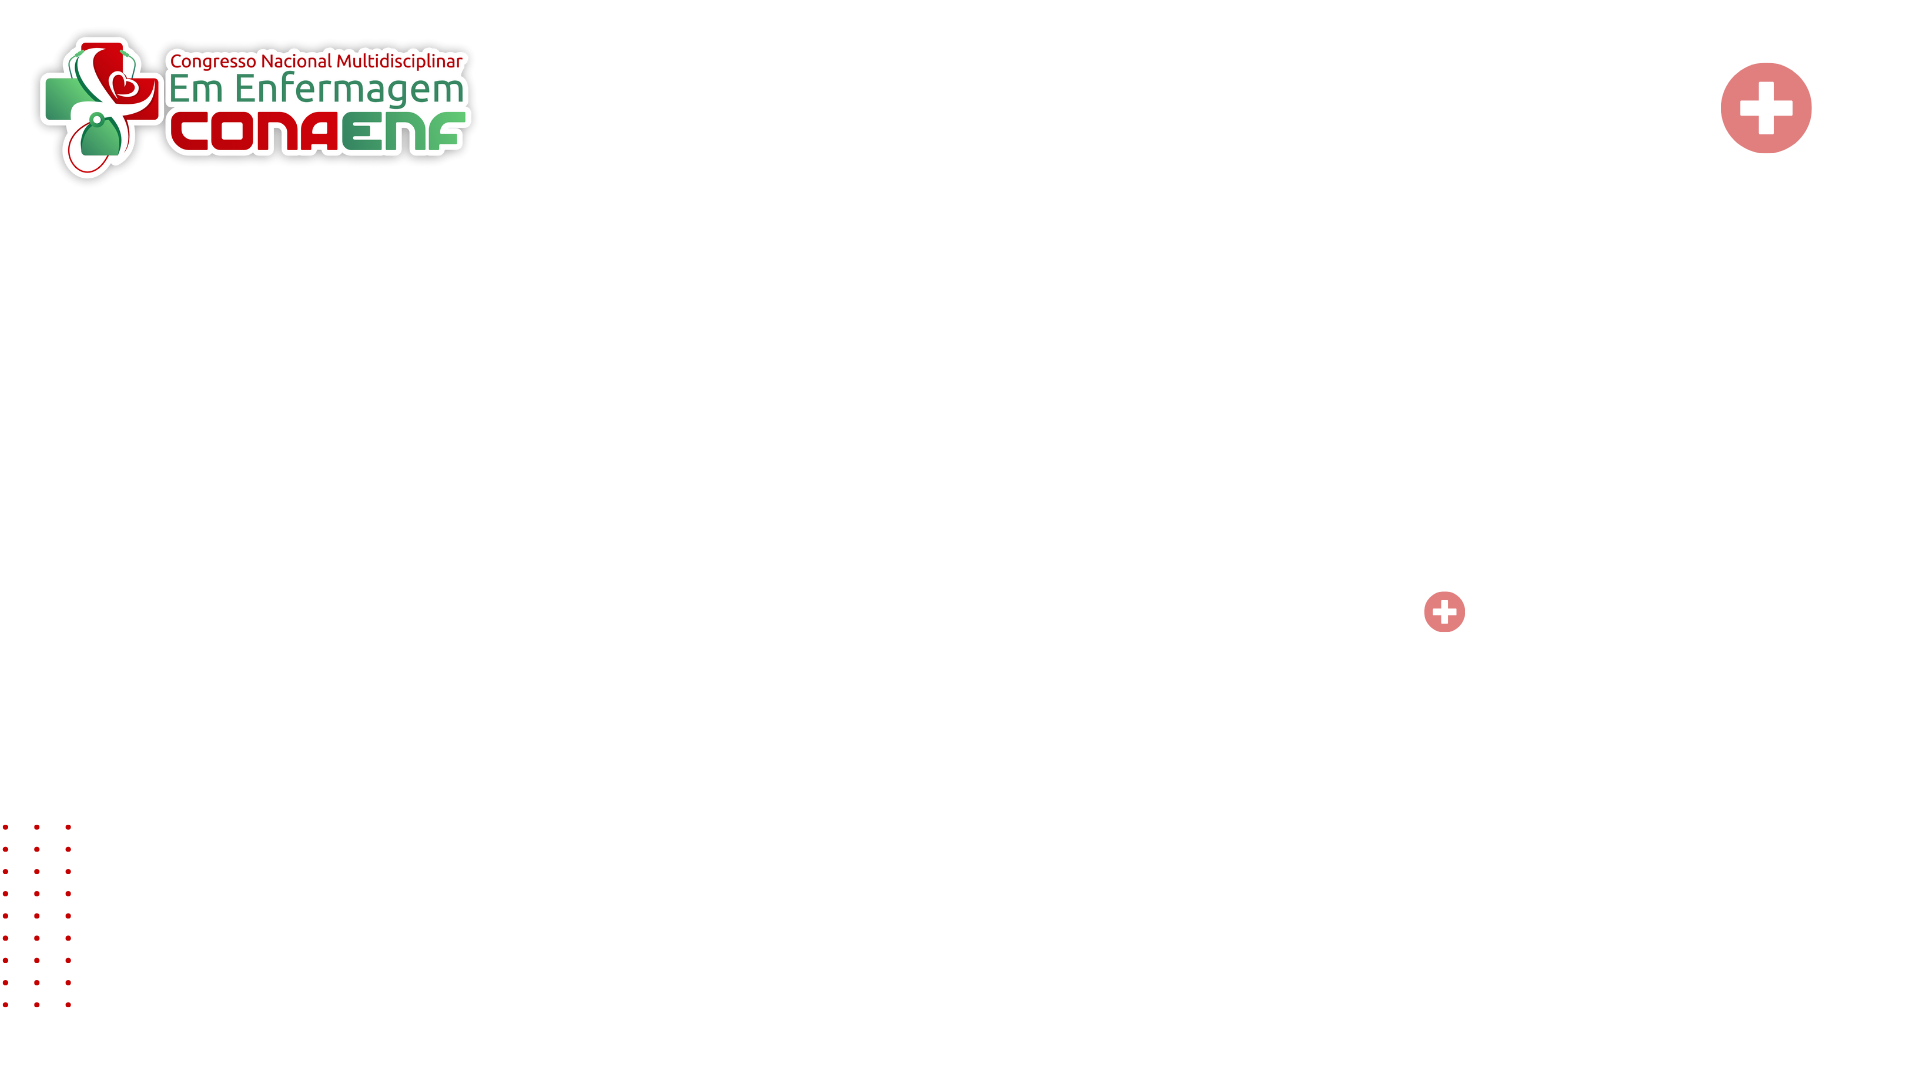 Congresso Nacional Multidisciplinar
Em Enfermagem
CONAENF